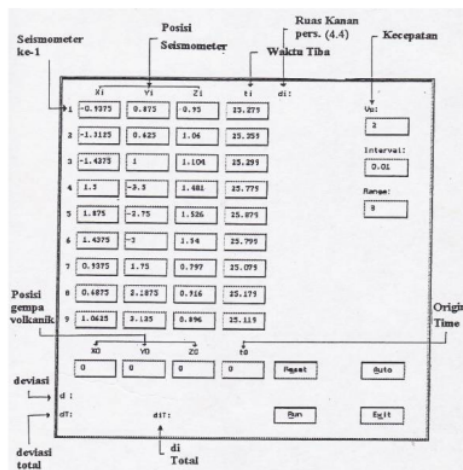 Seismometer
ke-1
Posisi
Seismometer
Ruas Kanan
pers. (4.4)
Waktu Tiba
Kecepatan
Xi Yi Zi ti di:
1 -0.9375 0.875 0.95 25.279
2 -1.3125 0.625 1.06 25.359
3 -1.4375 1 1.104 25.299
4 1.5 -3.5 1.481 25.779
5 1.875 -2.75 1.526 25.879
6 1.4375 -3 1.54 25.799
7 0.9375 1.75 0.797 25.079
8 0.6875 2.1875 0.916 25.179
9 1.0625 3.125 0.896 25.119
Vo:
Interval:
0.01
Range:
Posisi
gempa
volkanik
Origin
Time
X0 Y0 Z0 t0
0 0 0 0 Reset Auto
deviasi
d :
dT: diT: Run Exit
deviasi
total
di
Total